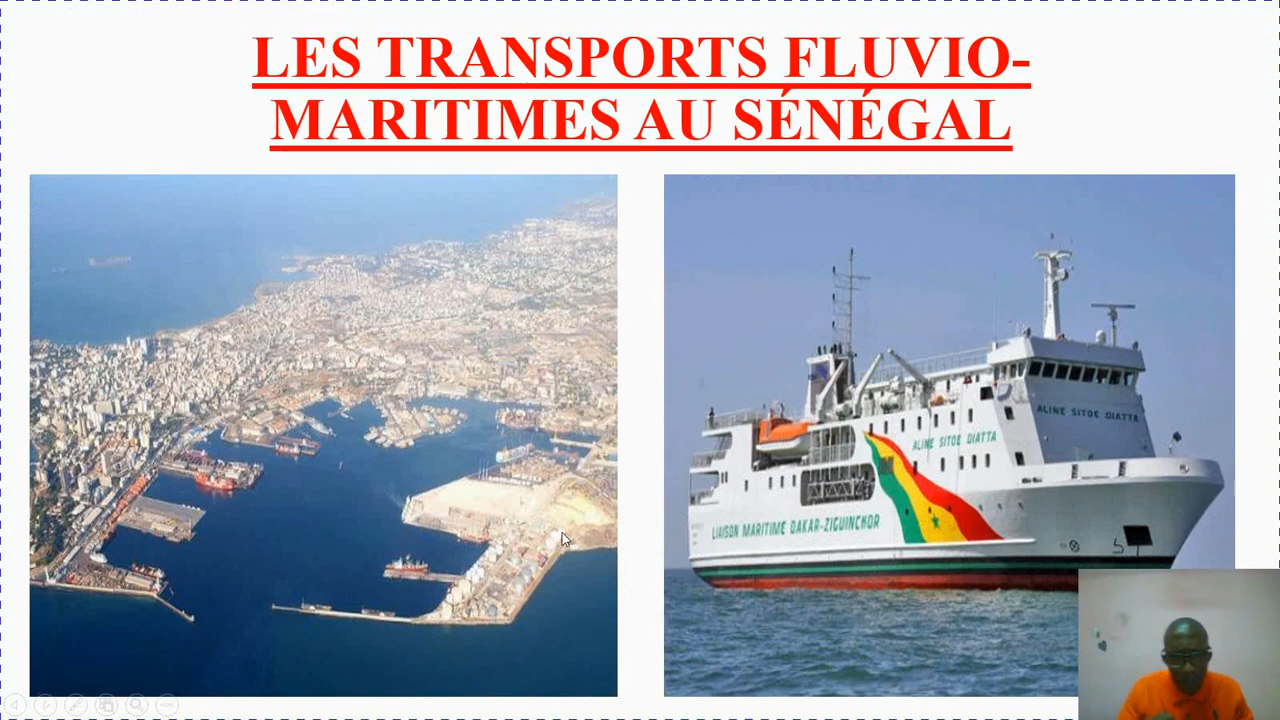 LES TRANSPORTS FLUVIO-
MARITIMES AU SÉNÉGAL
ALINE SITOE DIATTA
ALINE SITOE DIATTA
LIAISON MARITIME DAKAR-ZIGUINCHOR